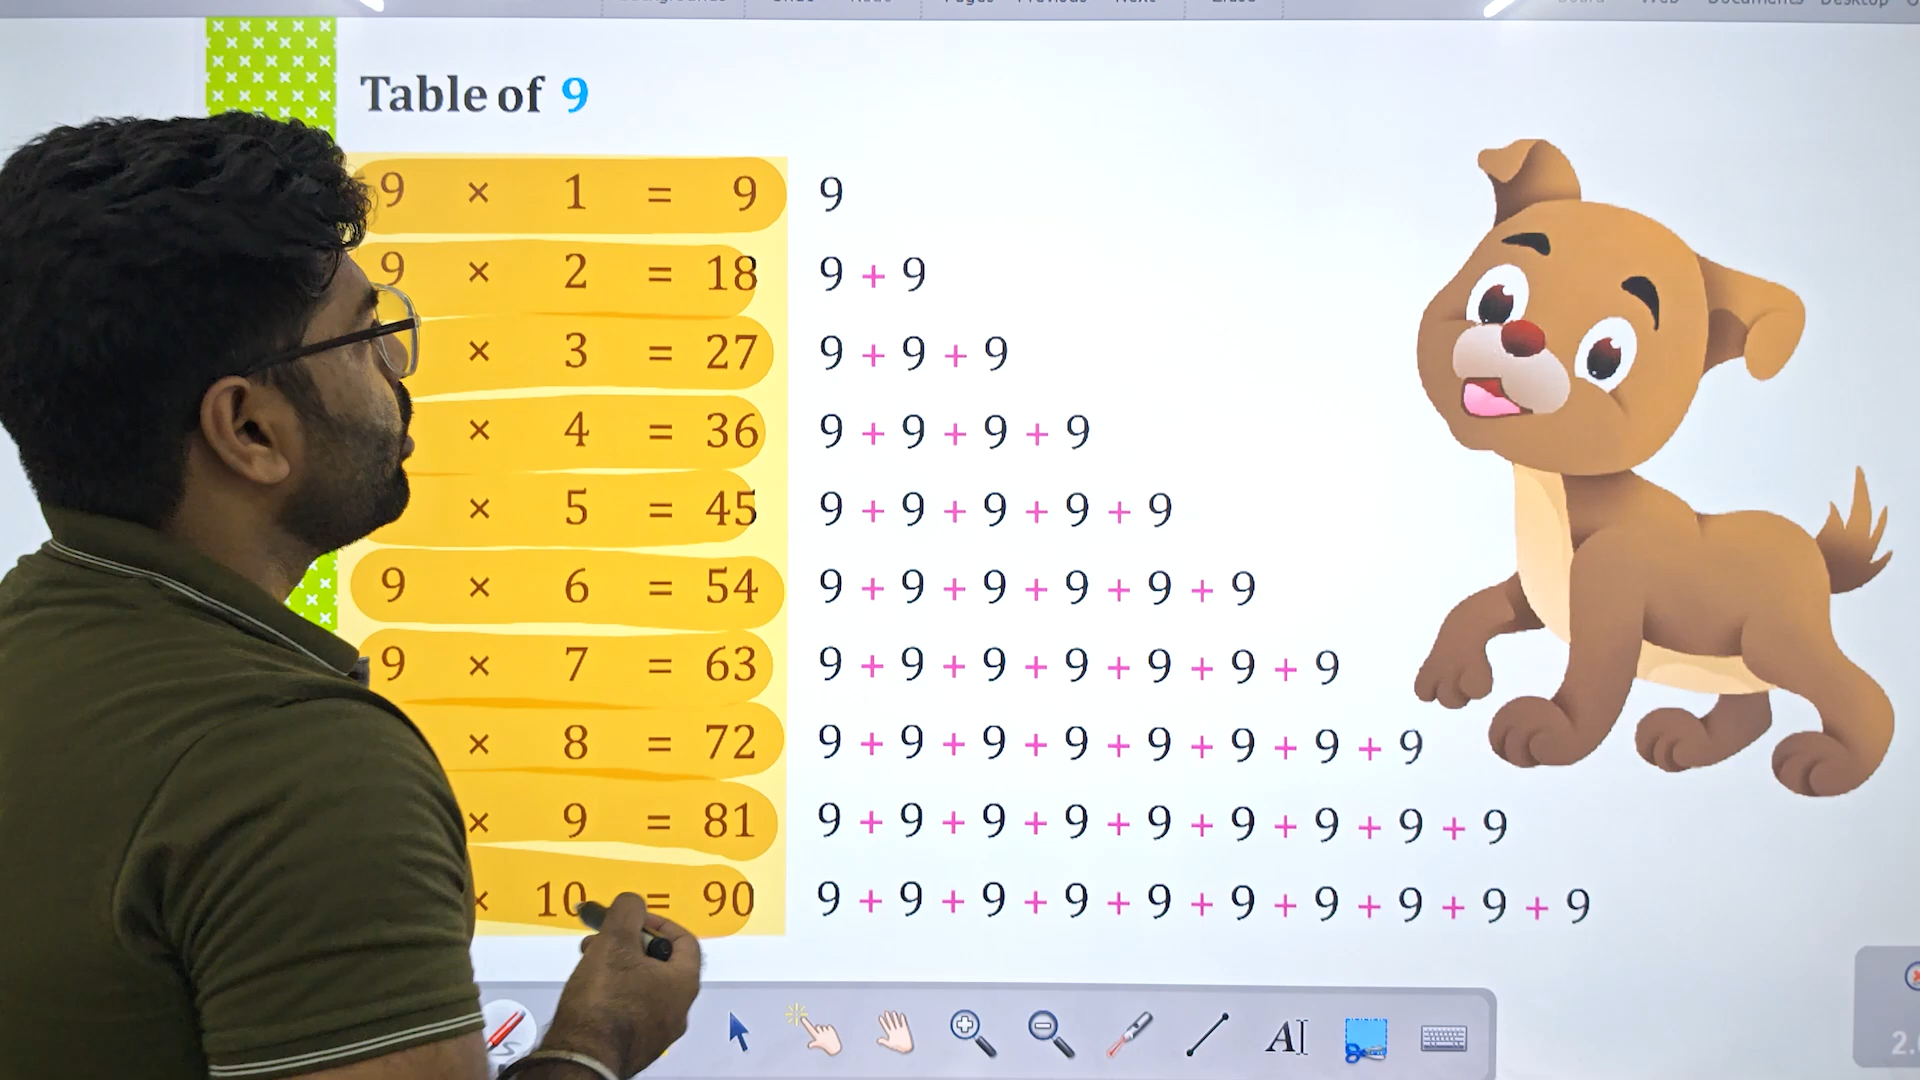 Table of 9
9 × 1 = 9 9
9 × 2 = 18 9 + 9
× 3 = 27 9 + 9 + 9
× 4 = 36 9 + 9 + 9 + 9
× 5 = 45 9 + 9 + 9 + 9 + 9
9 × 6 = 54 9 + 9 + 9 + 9 + 9 + 9
9 × 7 = 63 9 + 9 + 9 + 9 + 9 + 9 + 9
× 8 = 72 9 + 9 + 9 + 9 + 9 + 9 + 9 + 9
× 9 = 81 9 + 9 + 9 + 9 + 9 + 9 + 9 + 9 + 9
× 10 = 90 9 + 9 + 9 + 9 + 9 + 9 + 9 + 9 + 9 + 9
AI